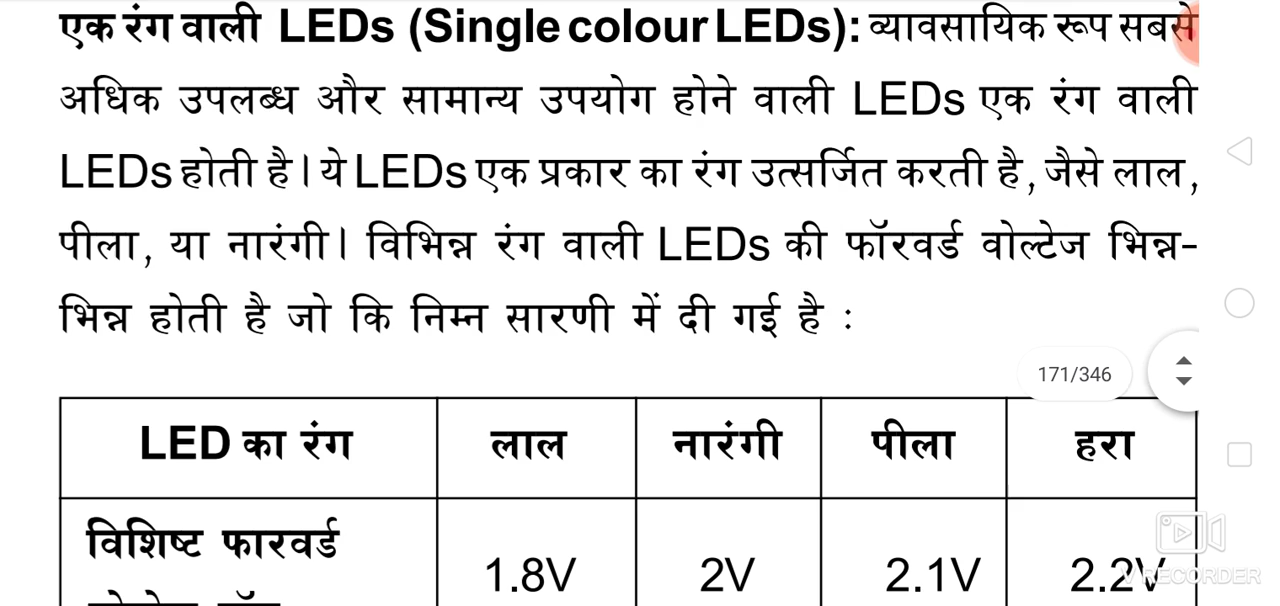 एक रंग वाली LEDs (Single colour LEDs): व्यावसायिक रूप सबसे
अधिक उपलब्ध और सामान्य उपयोग होने वाली LEDs एक रंग वाली
LEDs होती है। ये LEDs एक प्रकार का रंग उत्सर्जित करती है, जैसे लाल,
पीला, या नारंगी। विभिन्न रंग वाली LEDs की फॉरवर्ड वोल्टेज भिन्न-
भिन्न होती है जो कि निम्न सारणी में दी गई है :
171/346
LED का रंग लाल नारंगी पीला हरा
विशिष्ट फारवर्ड
1.8V 2V 2.1V 2.2V
V RECORDER